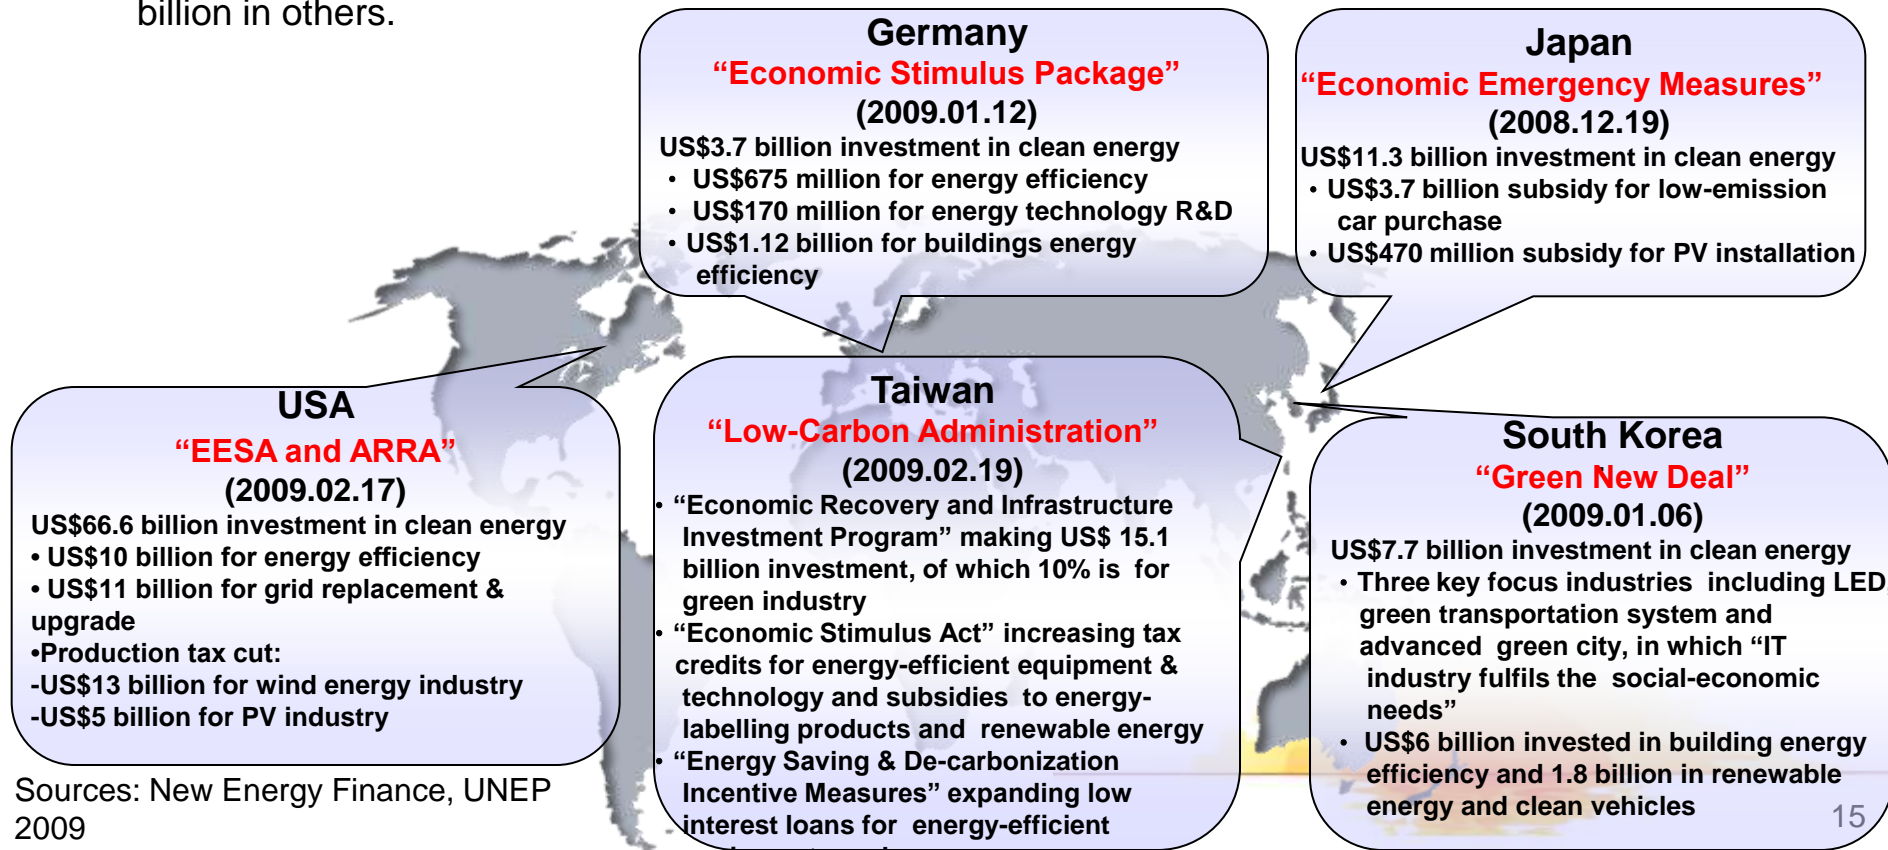 billion in others.
Germany
“Economic Stimulus Package”
(2009.01.12)
US$3.7 billion investment in clean energy
· US$675 million for energy efficiency
· US$170 million for energy technology R&D
· US$1.12 billion for buildings energy
efficiency
Japan
“Economic Emergency Measures”
(2008.12.19)
US$11.3 billion investment in clean energy
· US$3.7 billion subsidy for low-emission
car purchase
· US$470 million subsidy for PV installation
USA
“EESA and ARRA”
(2009.02.17)
US$66.6 billion investment in clean energy
• US$10 billion for energy efficiency
• US$11 billion for grid replacement &
upgrade
•Production tax cut:
-US$13 billion for wind energy industry
-US$5 billion for PV industry
Taiwan
“Low-Carbon Administration”
(2009.02.19)
· “Economic Recovery and Infrastructure
Investment Program” making US$ 15.1
billion investment, of which 10% is for
green industry
· “Economic Stimulus Act” increasing tax
credits for energy-efficient equipment &
technology and subsidies to energy-
labelling products and renewable energy
· “Energy Saving & De-carbonization
Incentive Measures” expanding low
interest loans for energy-efficient
South Korea
“Green New Deal”
(2009.01.06)
US$7.7 billion investment in clean energy
· Three key focus industries including LED,
green transportation system and
advanced green city, in which “IT
industry fulfils the social-economic
needs”
· US$6 billion invested in building energy
efficiency and 1.8 billion in renewable
energy and clean vehicles
Sources: New Energy Finance, UNEP
2009
15